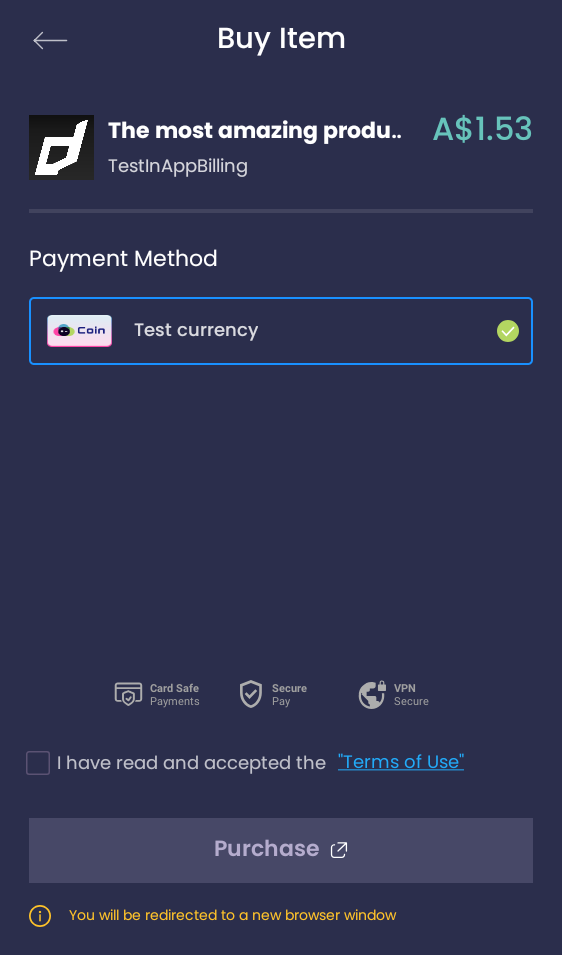 Buy Item
The most amazing produ..
A$1.53
TestInAppBilling
Payment Method
Coin
Test currency
Card Safe
Payments
Secure
Pay
VPN
Secure
I have read and accepted the "Terms of Use"
Purchase
You will be redirected to a new browser window